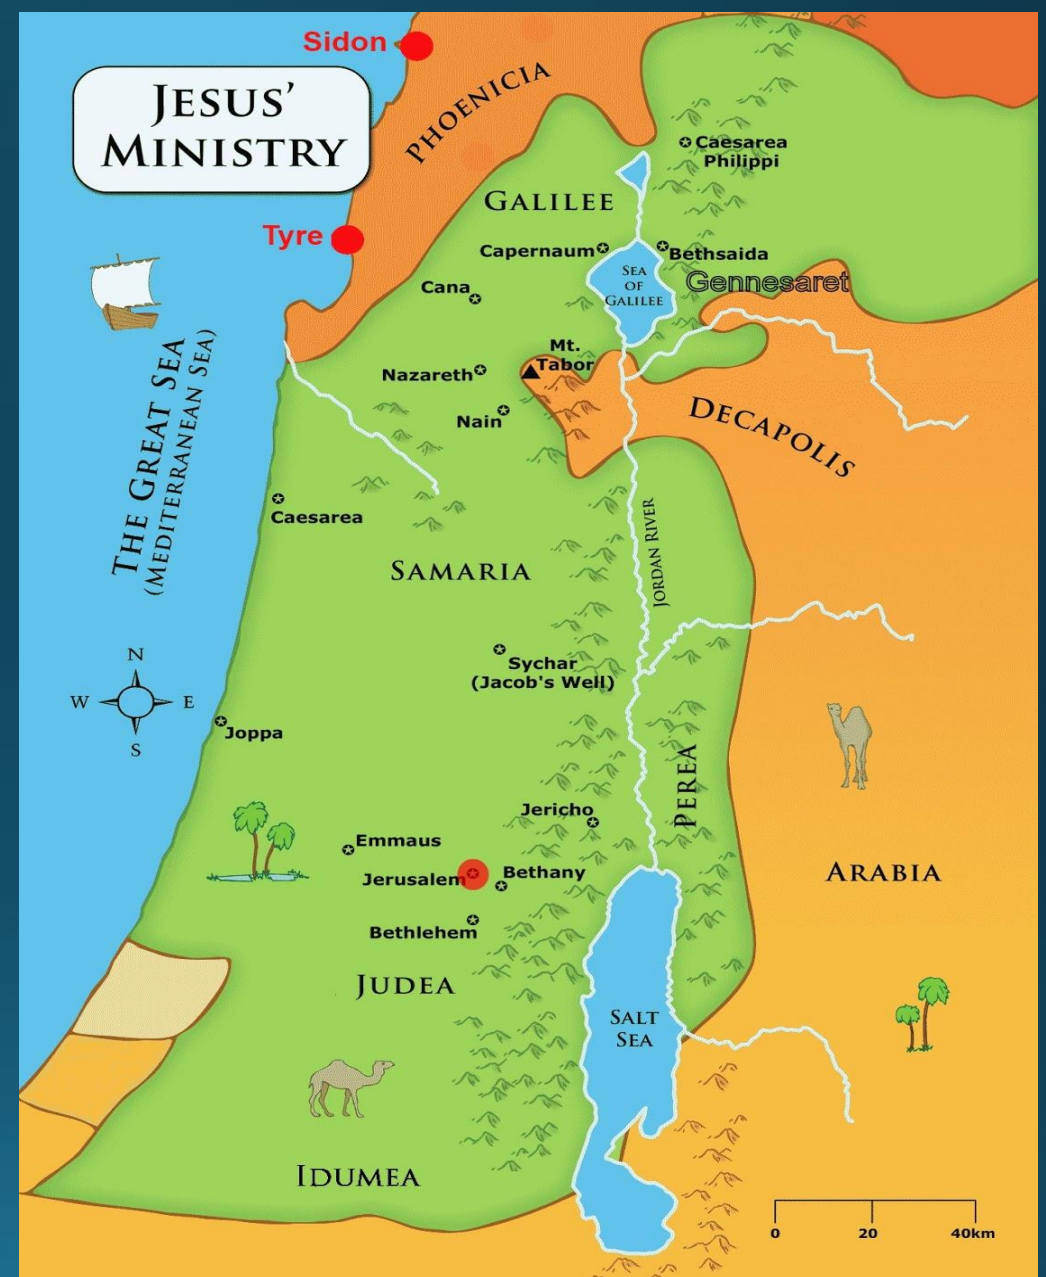 Sidon
JESUS'
MINISTRY
PHOENICIA
Caesarea
Philippi
GALILEE
Tyre
Capernaum
Bethsaida
SEA
OF
GALILEE
Gennesaret
Cana
Mt.
Tabor
Nazareth
Nain
DECAPOLIS
THE GREAT SEA
(MEDITERRANEAN SEA)
Caesarea
JORDAN RIVER
SAMARIA
N
W
E
S
Sychar
(Jacob's Well)
Joppa
PEREA
Jericho
Emmaus
Jerusalem
Bethany
ARABIA
Bethlehem
JUDEA
SALT
SEA
IDUMEA
0 20 40km